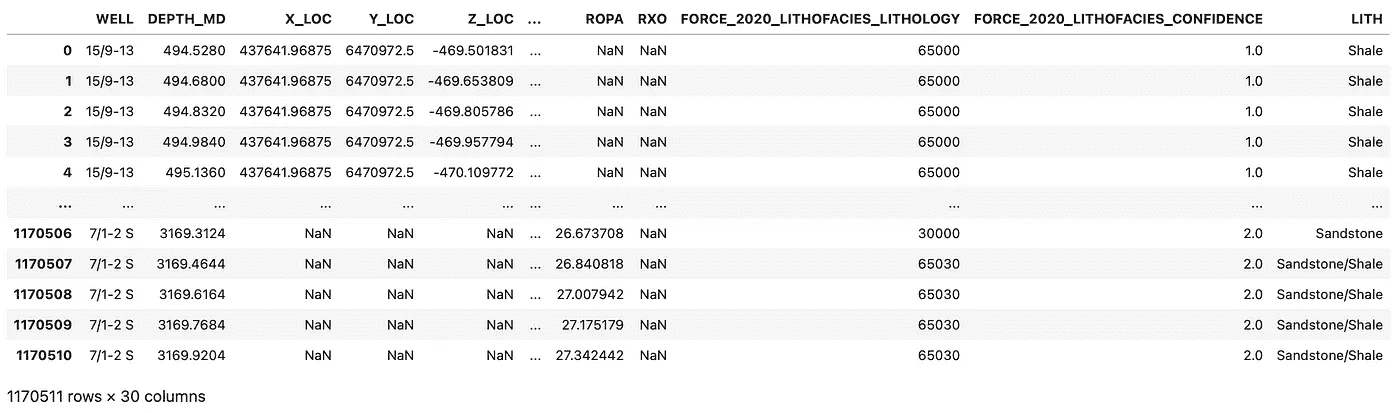 WELL DEPTH_MD X_LOC Y_LOC Z_LOC ... ROPA RXO FORCE_2020_LITHOFACIES_LITHOLOGY FORCE_2020_LITHOFACIES_CONFIDENCE LITH
0 15/9-13 494.5280 437641.96875 6470972.5 -469.501831 ... NaN NaN 65000 1.0 Shale
1 15/9-13 494.6800 437641.96875 6470972.5 -469.653809 ... NaN NaN 65000 1.0 Shale
2 15/9-13 494.8320 437641.96875 6470972.5 -469.805786 ... NaN NaN 65000 1.0 Shale
3 15/9-13 494.9840 437641.96875 6470972.5 -469.957794 ... NaN NaN 65000 1.0 Shale
4 15/9-13 495.1360 437641.96875 6470972.5 -470.109772 ... NaN NaN 65000 1.0 Shale
... ... ... ... ... ... ... ... ... ... ... ...
1170506 7/1-2 S 3169.3124 NaN NaN NaN ... 26.673708 NaN 30000 2.0 Sandstone
1170507 7/1-2 S 3169.4644 NaN NaN NaN ... 26.840818 NaN 65030 2.0 Sandstone/Shale
1170508 7/1-2 S 3169.6164 NaN NaN NaN ... 27.007942 NaN 65030 2.0 Sandstone/Shale
1170509 7/1-2 S 3169.7684 NaN NaN NaN ... 27.175179 NaN 65030 2.0 Sandstone/Shale
1170510 7/1-2 S 3169.9204 NaN NaN NaN ... 27.342442 NaN 65030 2.0 Sandstone/Shale
1170511 rows × 30 columns